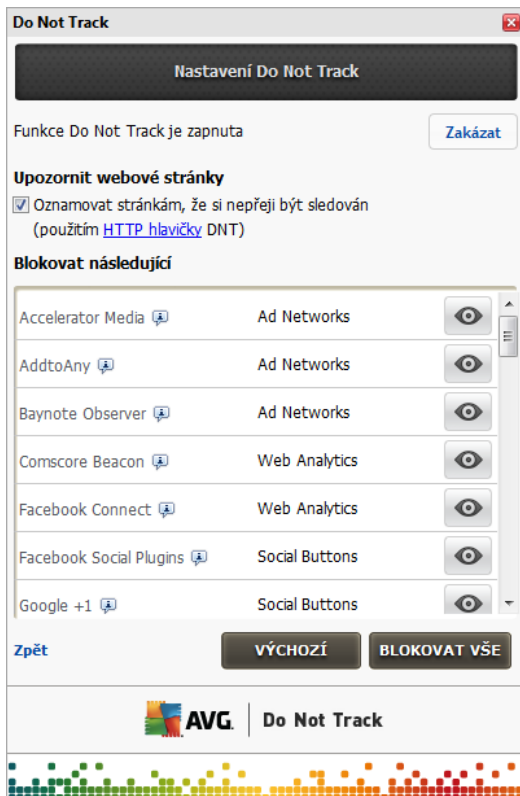 Do Not Track
Nastavení Do Not Track
Funkce Do Not Track je zapnuta
Zakázat
Upozornit webové stránky
Oznamovat stránkám, že si nepřeji být sledován
(použitím HTTP hlavičky DNT)
Blokovat následující
Accelerator Media Ad Networks
AddtoAny Ad Networks
Baynote Observer Ad Networks
Comscore Beacon Web Analytics
Facebook Connect Web Analytics
Facebook Social Plugins Social Buttons
Google +1 Social Buttons
Zpět
VÝCHOZÍ
BLOKOVAT VŠE
AVG. Do Not Track